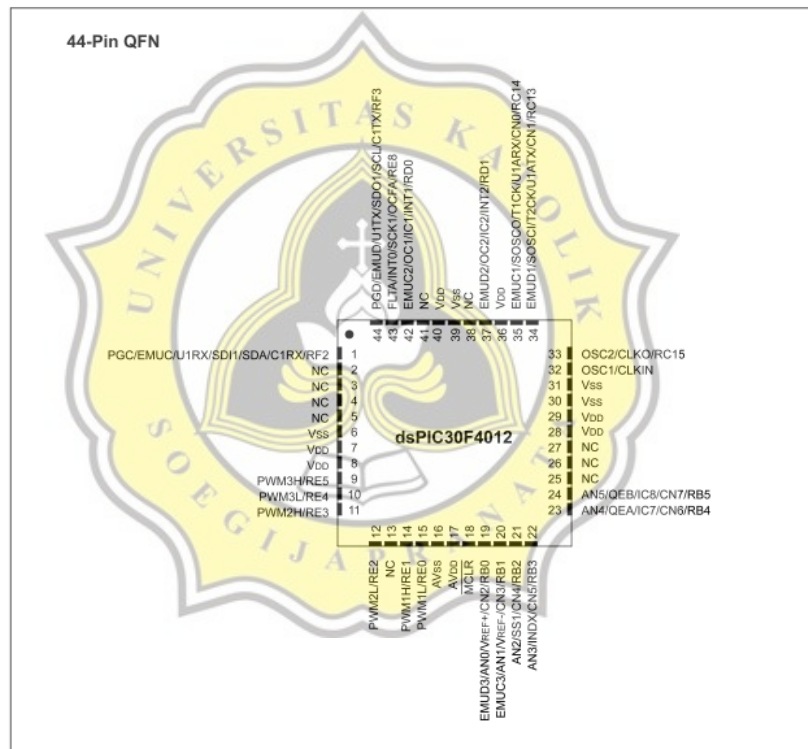 44-Pin QFN
UNIVERSITAS KATOLIK
SOEGIJAPRANATA
PGD/EMUD/U1TX/SDO1/SCL/C1TX/RF3
FLTA/INT0/SCK1/OCFA/RE8
EMUC2/OC1/IC1/INT1/RD0
NC
VDD
VSS
NC
EMUD2/OC2/IC2/INT2/RD1
VDD
EMUC1/SOSCO/T1CK/U1ARX/CN0/RC14
EMUD1/SOSCI/T2CK/U1ATX/CN1/RC13
44 43 42 41 40 39 38 37 36 35 34
PGC/EMUC/U1RX/SDI1/SDA/C1RX/RF2 1
NC 2
NC 3
NC 4
NC 5
VSS 6
VDD 7
VDD 8
PWM3H/RE5 9
PWM3L/RE4 10
PWM2H/RE3 11
dsPIC30F4012
33 OSC2/CLKO/RC15
32 OSC1/CLKIN
31 VSS
30 VSS
29 VDD
28 VDD
27 NC
26 NC
25 NC
24 AN5/QEB/IC8/CN7/RB5
23 AN4/QEA/IC7/CN6/RB4
12 13 14 15 16 17 18 19 20 21 22
PWM2L/RE2
NC
PWM1H/RE1
PWM1L/RE0
AVSS
AVDD
MCLR
EMUD3/AN0/VREF+/CN2/RB0
EMUC3/AN1/VREF-/CN3/RB1
AN2/SS1/CN4/RB2
AN3/INDX/CN5/RB3